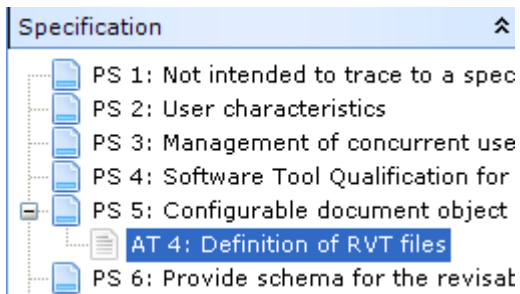 Specification
PS 1: Not intended to trace to a spec
PS 2: User characteristics
PS 3: Management of concurrent use
PS 4: Software Tool Qualification for
PS 5: Configurable document object
AT 4: Definition of RVT files
PS 6: Provide schema for the revisab